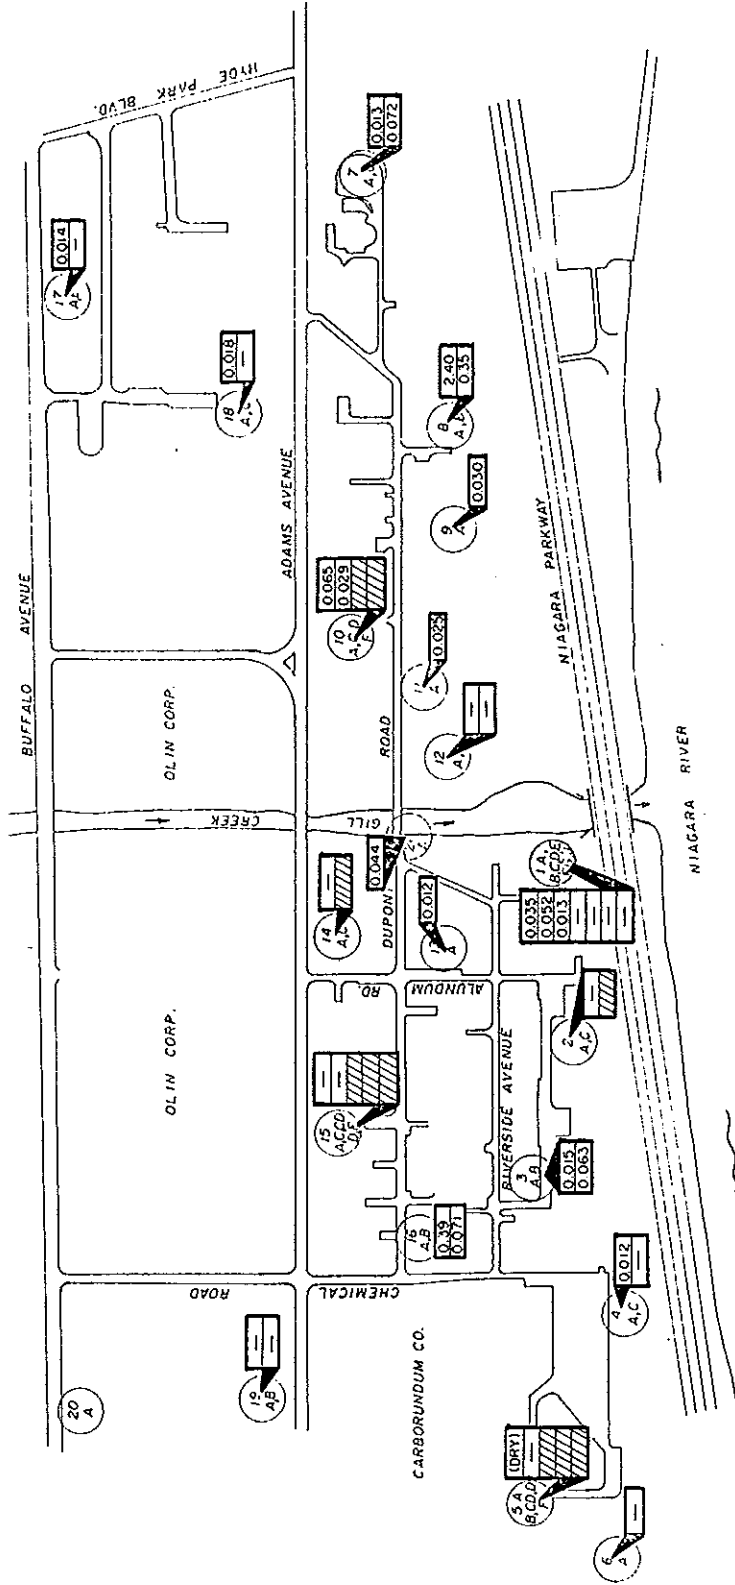 HYDE PARK BLVD.
BUFFALO AVENUE
ADAMS AVENUE
NIAGARA PARKWAY
NIAGARA RIVER
GILL CREEK
DUPONT ROAD
ALUNDUM RD.
RIVERSIDE AVENUE
CHEMICAL ROAD
OLIN CORP.
OLIN CORP.
CARBORUNDUM CO.
17
0.014
—
18
0.018
—
7
0.013
0.072
8
2.40
0.35
9
A
0.030
10
A,C,D
F
0.065
0.029
11
A
0.025
12
—
—
0.044
14
—
A
0.012
1A,
B,C,D,E
0.035
0.052
0.013
—
—
—
—
2
A,C
—
15
—
—
3
A,B
0.015
0.063
16
A,B
0.39
0.071
4
A,C
0.012
—
19
A,B
—
—
20
A
5A
B,CD,D
F
(DRY)
—
6
A
—